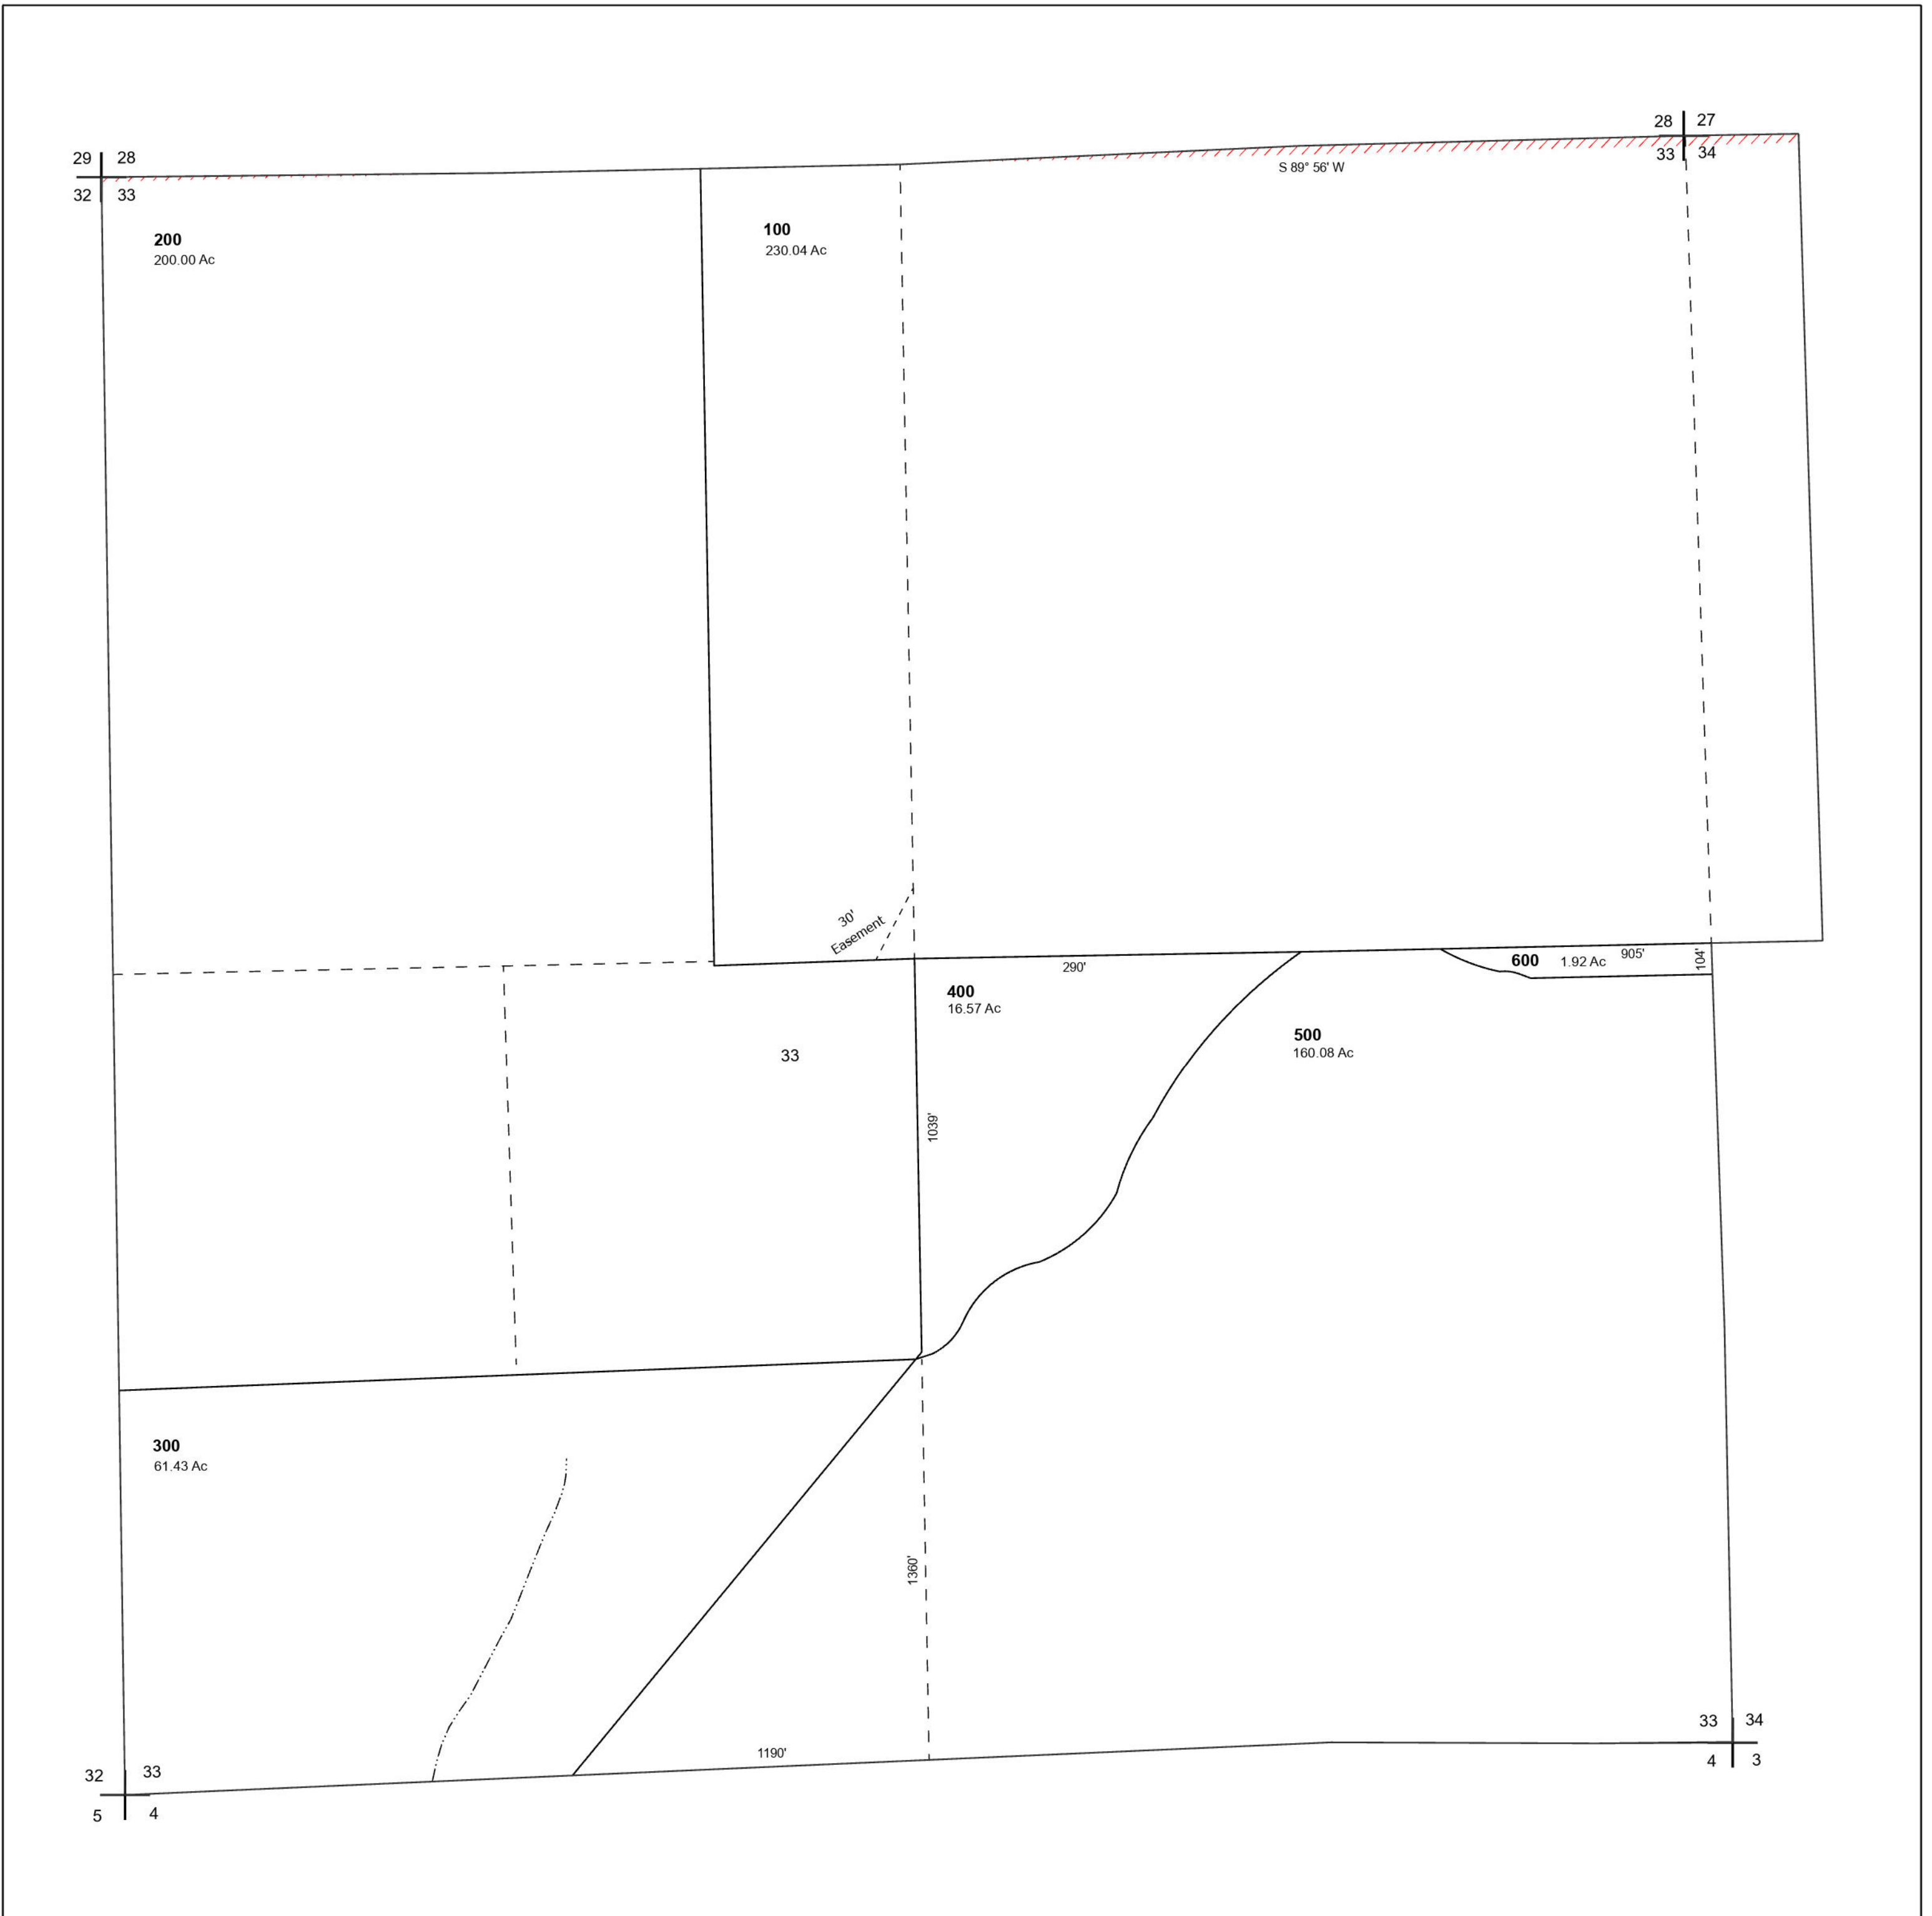 28 27
33 34
29 28
32 33
S 89° 56' W
100
230.04 Ac
200
200.00 Ac
30'
Easement
290'
600 1.92 Ac 905'
104'
400
16.57 Ac
500
160.08 Ac
33
1039'
300
61.43 Ac
1360'
33 34
4 3
1190'
32 33
5 4